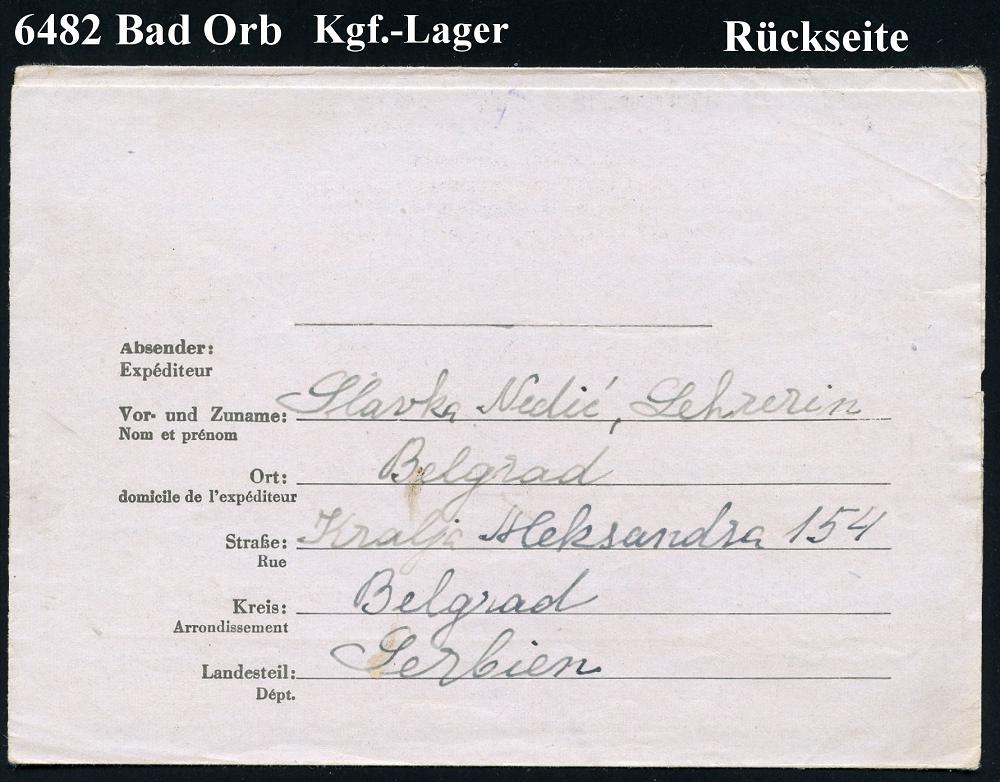 6482 Bad Orb Kgf.-Lager Rückseite
Absender:
Expéditeur
Vor- und Zuname: Slavka Nedić, Lehrerin
Nom et prénom
Ort: Belgrad
domicile de l'expéditeur
Straße: Kralja Aleksandra 154
Rue
Kreis: Belgrad
Arrondissement
Landesteil: Serbien
Dépt.